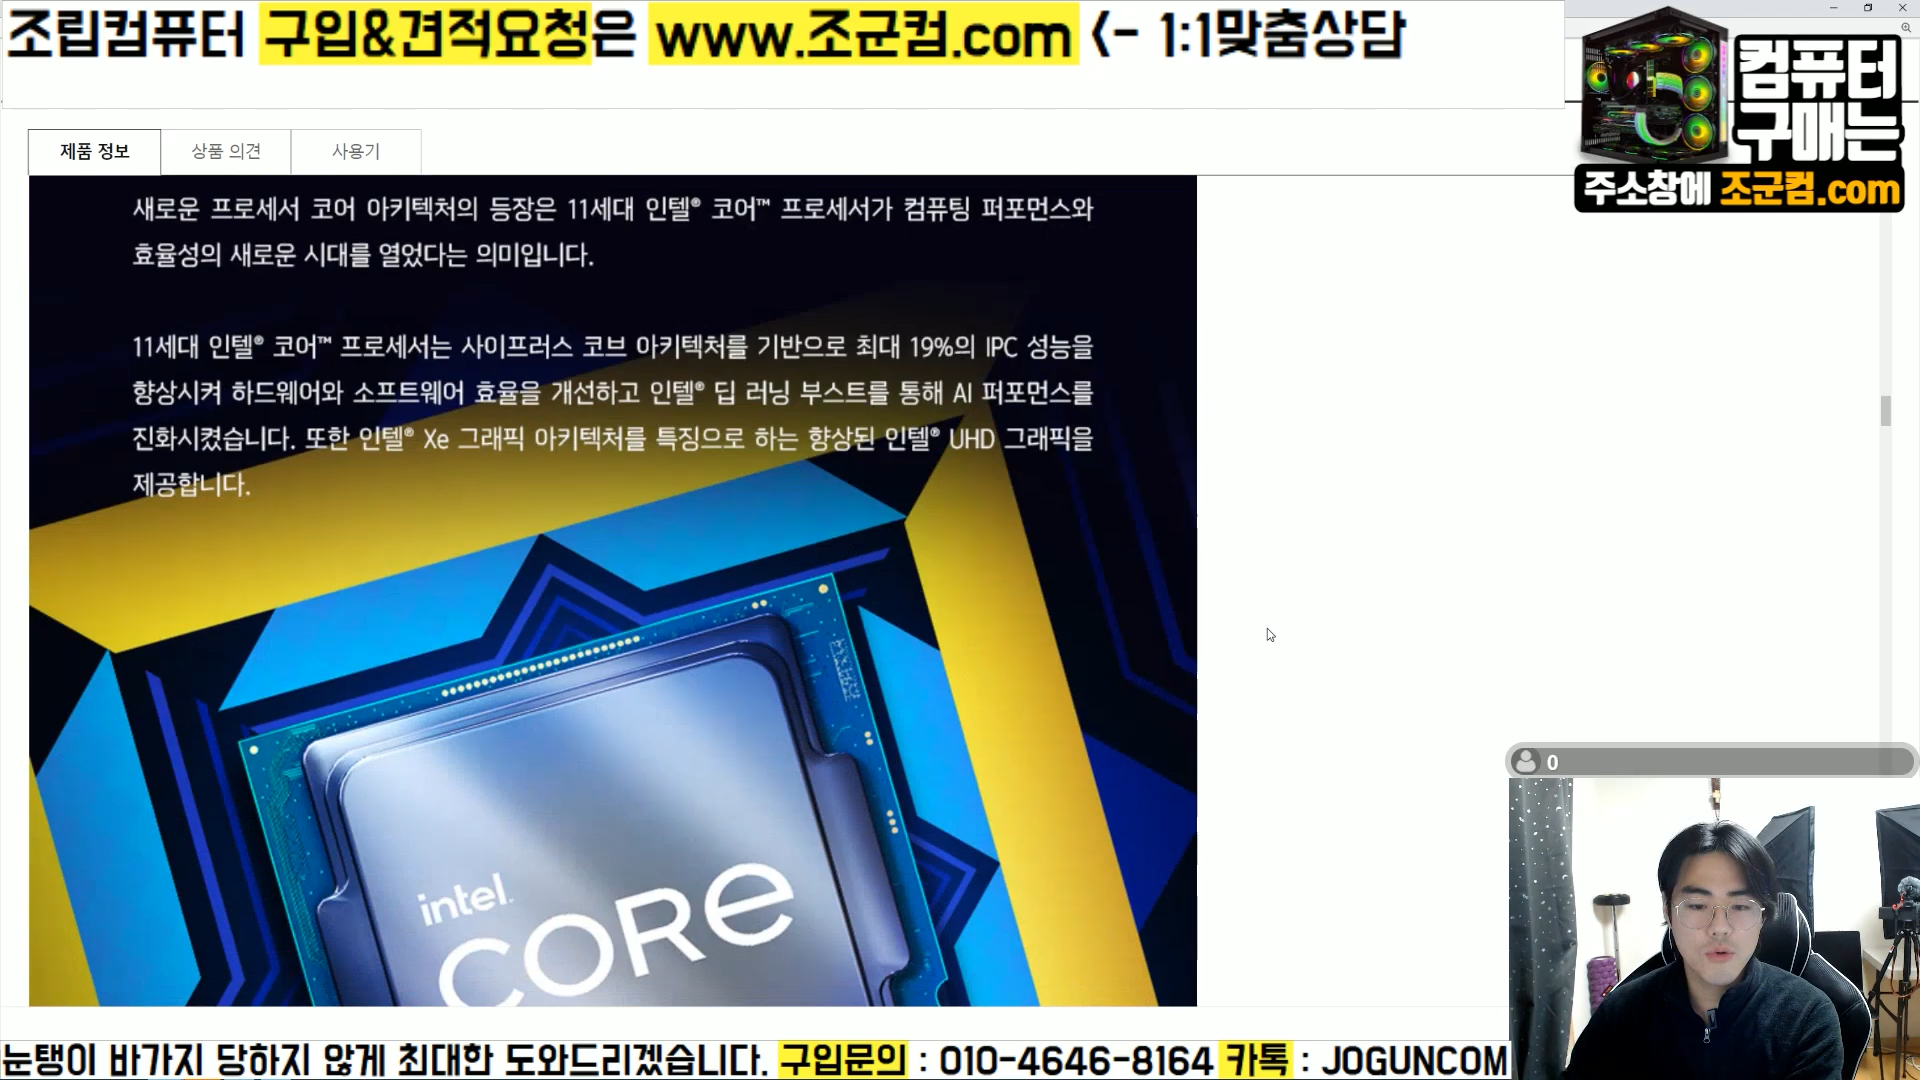 조립컴퓨터 구입&견적요청은 www.조군컴.com <- 1:1맞춤상담
컴퓨터
구매는
주소창에 조군컴.com
제품 정보
상품 의견
사용기
새로운 프로세서 코어 아키텍처의 등장은 11세대 인텔® 코어™ 프로세서가 컴퓨팅 퍼포먼스와
효율성의 새로운 시대를 열었다는 의미입니다.
11세대 인텔® 코어™ 프로세서는 사이프러스 코브 아키텍처를 기반으로 최대 19%의 IPC 성능을
향상시켜 하드웨어와 소프트웨어 효율을 개선하고 인텔® 딥 러닝 부스트를 통해 AI 퍼포먼스를
진화시켰습니다. 또한 인텔® Xe 그래픽 아키텍처를 특징으로 하는 향상된 인텔® UHD 그래픽을
제공합니다.
intel.
CORe
0
눈탱이 바가지 당하지 않게 최대한 도와드리겠습니다. 구입문의 : 010-4646-8164 카톡 : JOGUNCOM